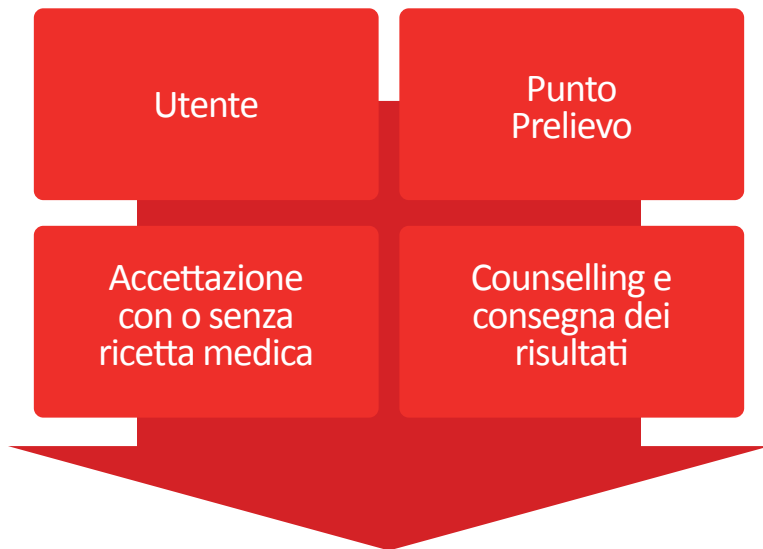 Utente
Punto
Prelievo
Accettazione
con o senza
ricetta medica
Counselling e
consegna dei
risultati